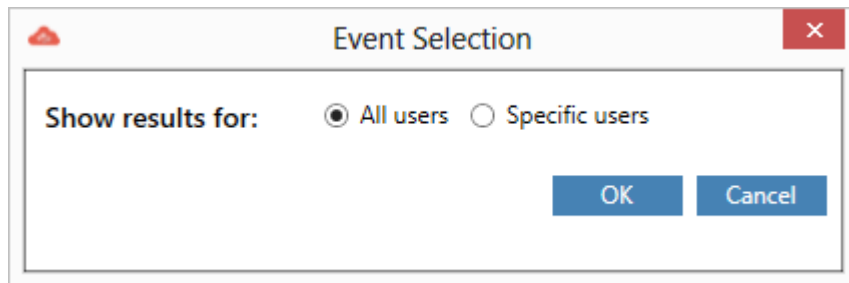 Event Selection
Show results for: All users Specific users
OK Cancel